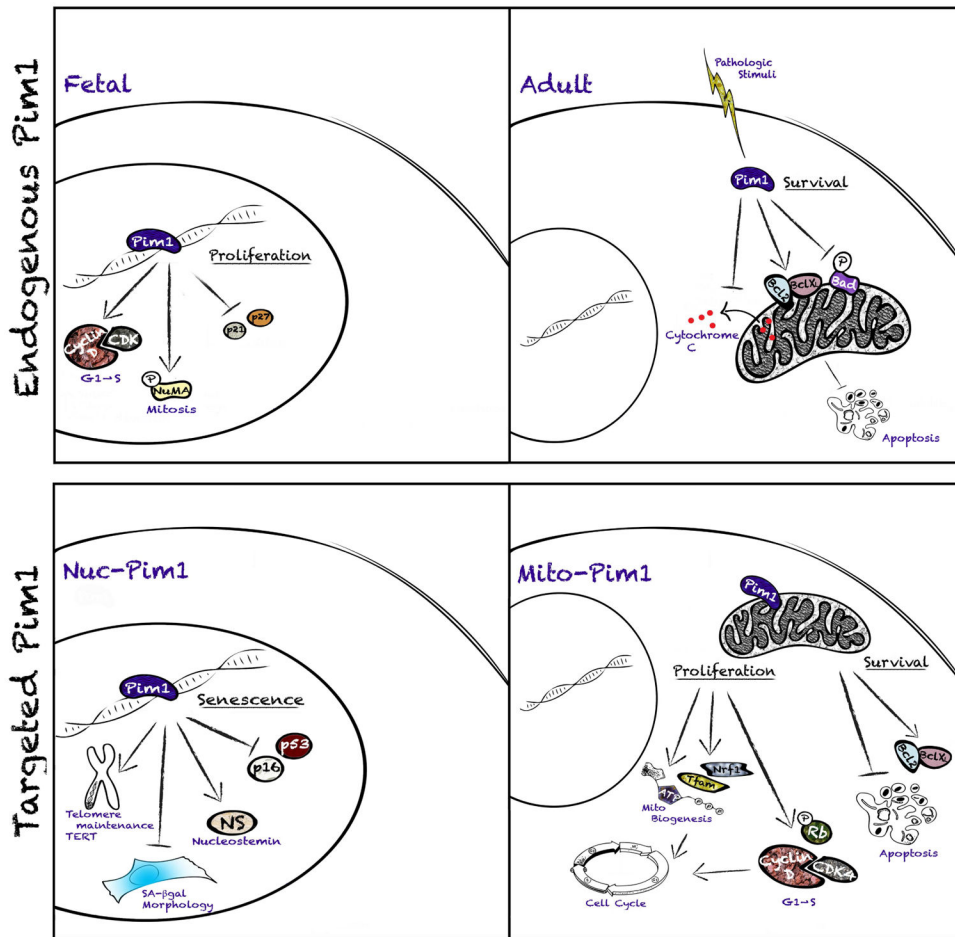 Endogenous Pim1
Fetal
Pim1
Proliferation
Cyclin
D
CDK
G1→S
P
NuMA
Mitosis
p21
p27
Adult
Pathologic
Stimuli
Pim1
Survival
P
Bcl2
BclXL
Bad
Cytochrome
C
Apoptosis
Targeted Pim1
Nuc-Pim1
Pim1
Senescence
p53
p16
Telomere
maintenance
TERT
NS
Nucleostemin
SA-βgal
Morphology
Mito-Pim1
Pim1
Proliferation
Survival
Nrf1
Tfam
ATP
P
P
P
Mito
Biogenesis
Bcl2
BclXL
Apoptosis
P
Rb
Cyclin
D
CDK4
G1→S
Cell Cycle